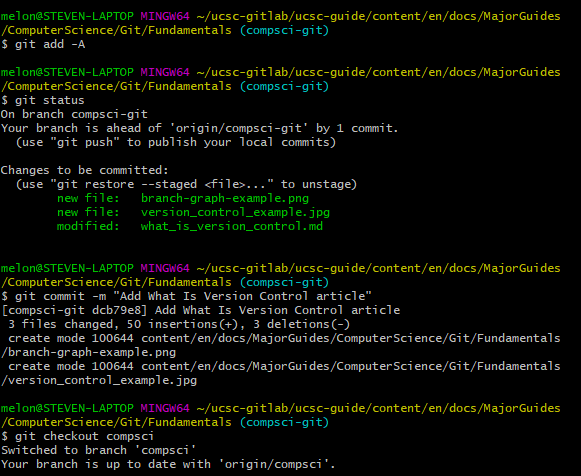 melon@STEVEN-LAPTOP MINGW64 ~/ucsc-gitlab/ucsc-guide/content/en/docs/MajorGuides
/ComputerScience/Git/Fundamentals (compsci-git)
$ git add -A
melon@STEVEN-LAPTOP MINGW64 ~/ucsc-gitlab/ucsc-guide/content/en/docs/MajorGuides
/ComputerScience/Git/Fundamentals (compsci-git)
$ git status
On branch compsci-git
Your branch is ahead of 'origin/compsci-git' by 1 commit.
  (use "git push" to publish your local commits)
Changes to be committed:
  (use "git restore --staged <file>..." to unstage)
        new file:   branch-graph-example.png
        new file:   version_control_example.jpg
        modified:   what_is_version_control.md
melon@STEVEN-LAPTOP MINGW64 ~/ucsc-gitlab/ucsc-guide/content/en/docs/MajorGuides
/ComputerScience/Git/Fundamentals (compsci-git)
$ git commit -m "Add What Is Version Control article"
[compsci-git dcb79e8] Add What Is Version Control article
 3 files changed, 50 insertions(+), 3 deletions(-)
 create mode 100644 content/en/docs/MajorGuides/ComputerScience/Git/Fundamentals
/branch-graph-example.png
 create mode 100644 content/en/docs/MajorGuides/ComputerScience/Git/Fundamentals
/version_control_example.jpg
melon@STEVEN-LAPTOP MINGW64 ~/ucsc-gitlab/ucsc-guide/content/en/docs/MajorGuides
/ComputerScience/Git/Fundamentals (compsci-git)
$ git checkout compsci
Switched to branch 'compsci'
Your branch is up to date with 'origin/compsci'.